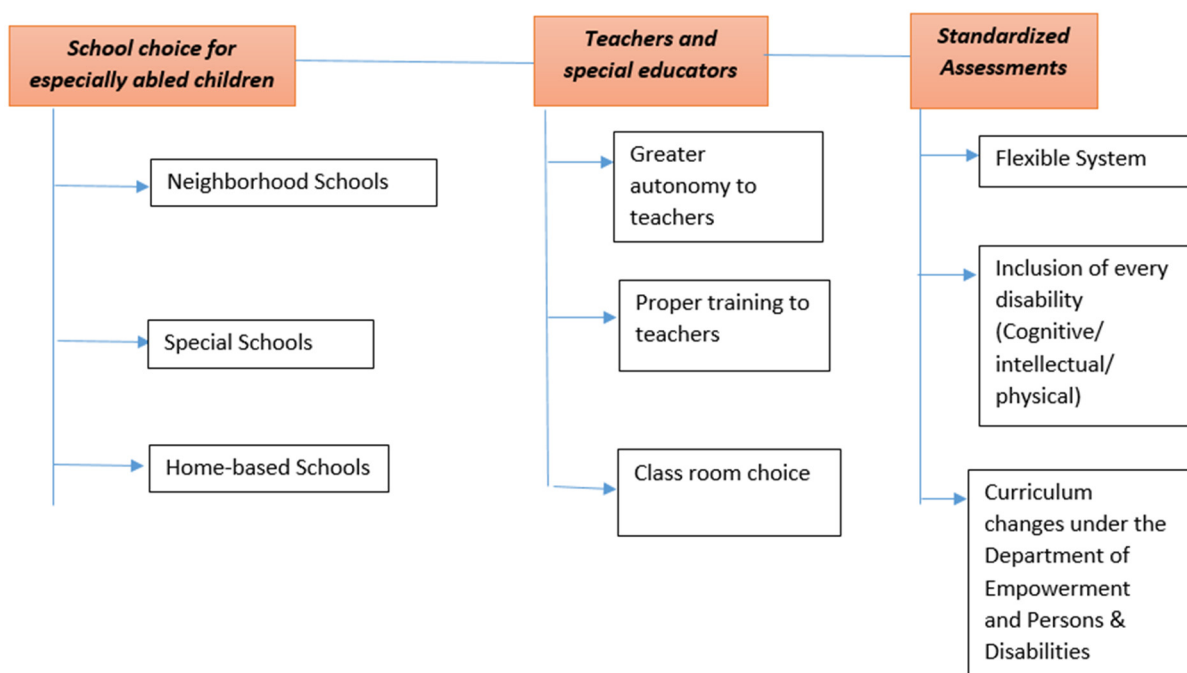 School choice for
especially abled children
Neighborhood Schools
Special Schools
Home-based Schools
Teachers and
special educators
Greater
autonomy to
teachers
Proper training to
teachers
Class room choice
Standardized
Assessments
Flexible System
Inclusion of every
disability
(Cognitive/
intellectual/
physical)
Curriculum
changes under the
Department of
Empowerment
and Persons &
Disabilities